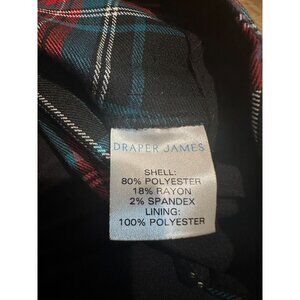 DRAPER JAMES
SHELL:
80% POLYESTER
18% RAYON
2% SPANDEX
LINING:
100% POLYESTER